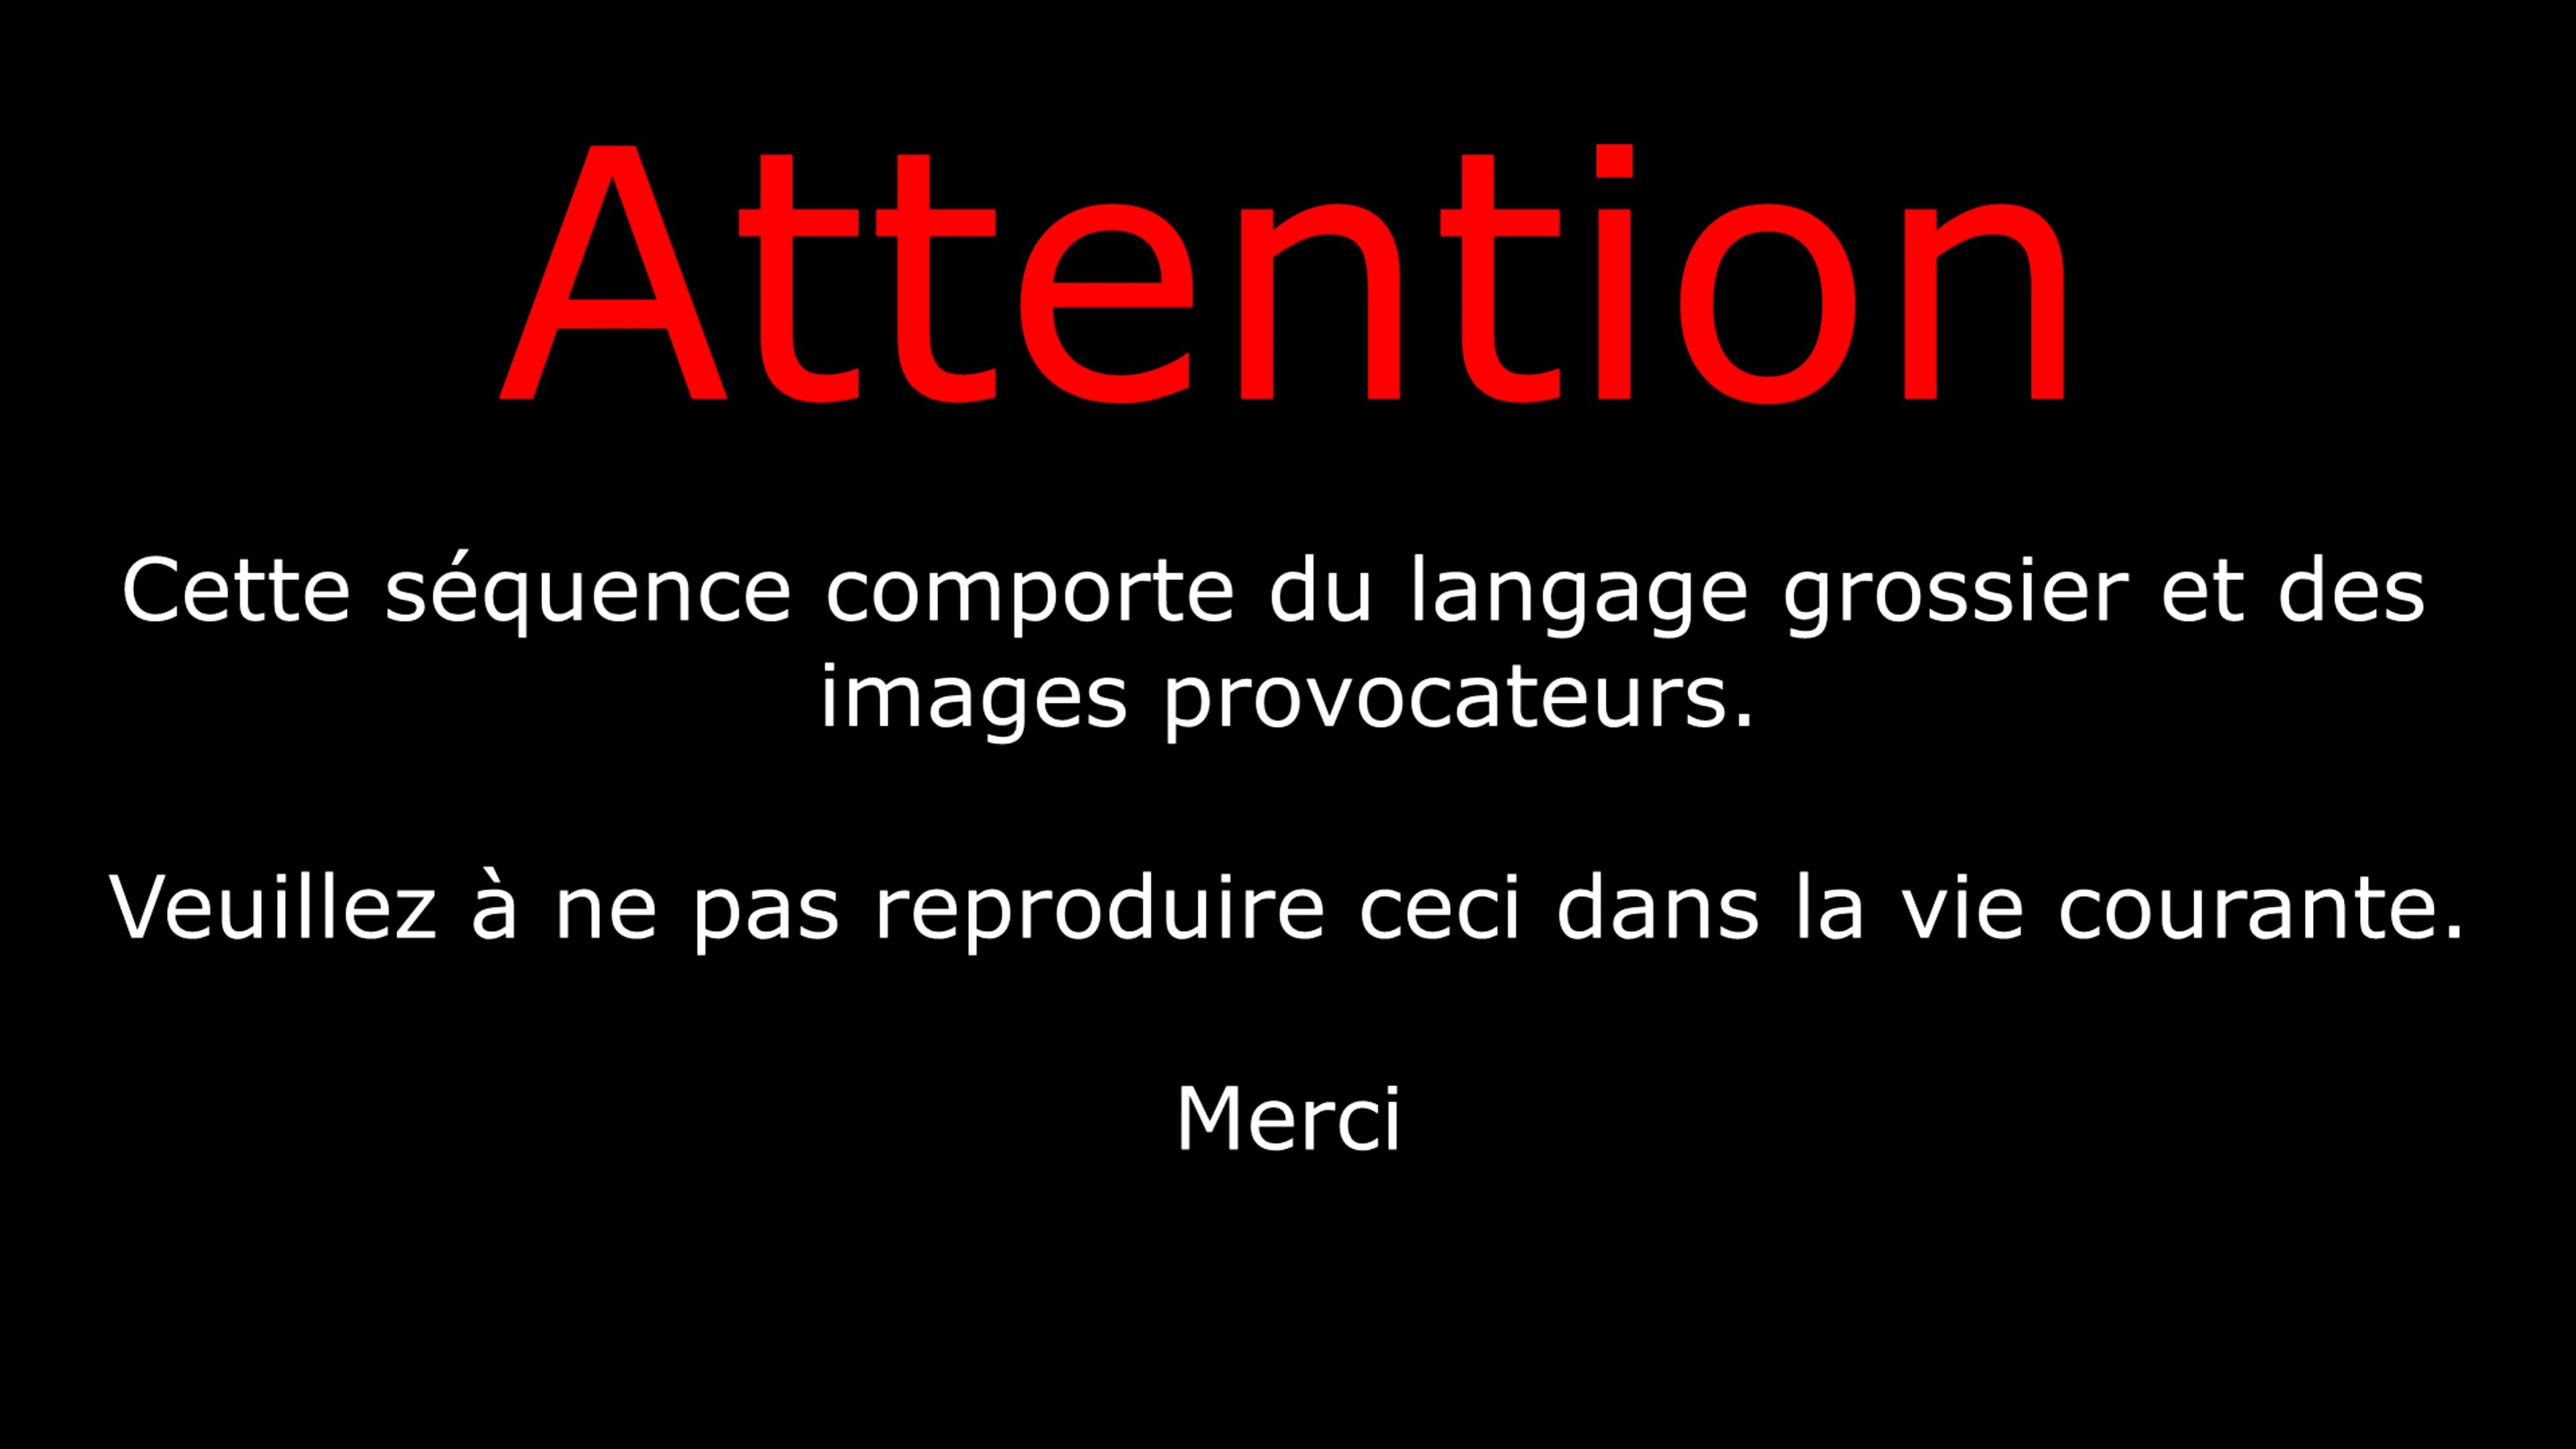 Attention
Cette séquence comporte du langage grossier et des
images provocateurs.
Veuillez à ne pas reproduire ceci dans la vie courante.
Merci